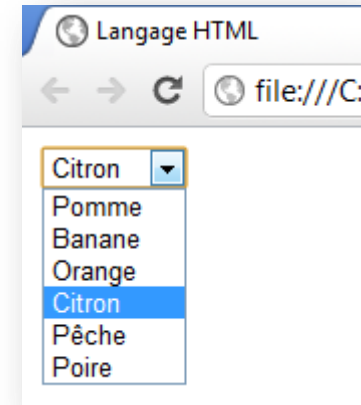 Langage HTML
file:///C:
Citron
Pomme
Banane
Orange
Citron
Pêche
Poire